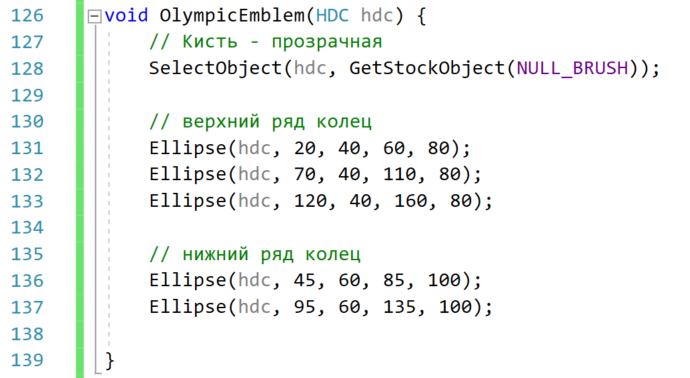 126 void OlympicEmblem(HDC hdc) {
127 // Кисть - прозрачная
128 SelectObject(hdc, GetStockObject(NULL_BRUSH));
129
130 // верхний ряд колец
131 Ellipse(hdc, 20, 40, 60, 80);
132 Ellipse(hdc, 70, 40, 110, 80);
133 Ellipse(hdc, 120, 40, 160, 80);
134
135 // нижний ряд колец
136 Ellipse(hdc, 45, 60, 85, 100);
137 Ellipse(hdc, 95, 60, 135, 100);
138
139 }